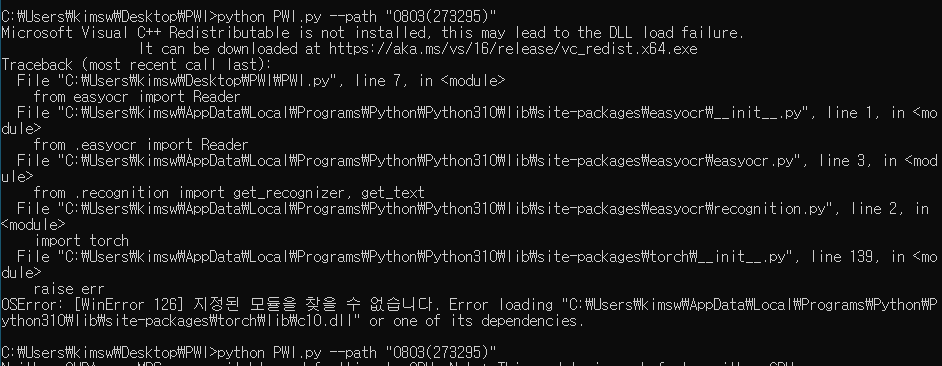 C:₩Users₩kimsw₩Desktop₩PWI>python PWI.py --path "0803(273295)"
Microsoft Visual C++ Redistributable is not installed, this may lead to the DLL load failure.
It can be downloaded at https://aka.ms/vs/16/release/vc_redist.x64.exe
Traceback (most recent call last):
File "C:₩Users₩kimsw₩Desktop₩PWI₩PWI.py", line 7, in <module>
from easyocr import Reader
File "C:₩Users₩kimsw₩AppData₩Local₩Programs₩Python₩Python310₩lib₩site-packages₩easyocr₩__init__.py", line 1, in <mo
dule>
from .easyocr import Reader
File "C:₩Users₩kimsw₩AppData₩Local₩Programs₩Python₩Python310₩lib₩site-packages₩easyocr₩easyocr.py", line 3, in <mod
ule>
from .recognition import get_recognizer, get_text
File "C:₩Users₩kimsw₩AppData₩Local₩Programs₩Python₩Python310₩lib₩site-packages₩easyocr₩recognition.py", line 2, in
<module>
import torch
File "C:₩Users₩kimsw₩AppData₩Local₩Programs₩Python₩Python310₩lib₩site-packages₩torch₩__init__.py", line 139, in <mo
dule>
raise err
OSError: [WinError 126] 지정된 모듈을 찾을 수 없습니다. Error loading "C:₩Users₩kimsw₩AppData₩Local₩Programs₩Python₩P
ython310₩lib₩site-packages₩torch₩lib₩c10.dll" or one of its dependencies.
C:₩Users₩kimsw₩Desktop₩PWI>python PWI.py --path "0803(273295)"